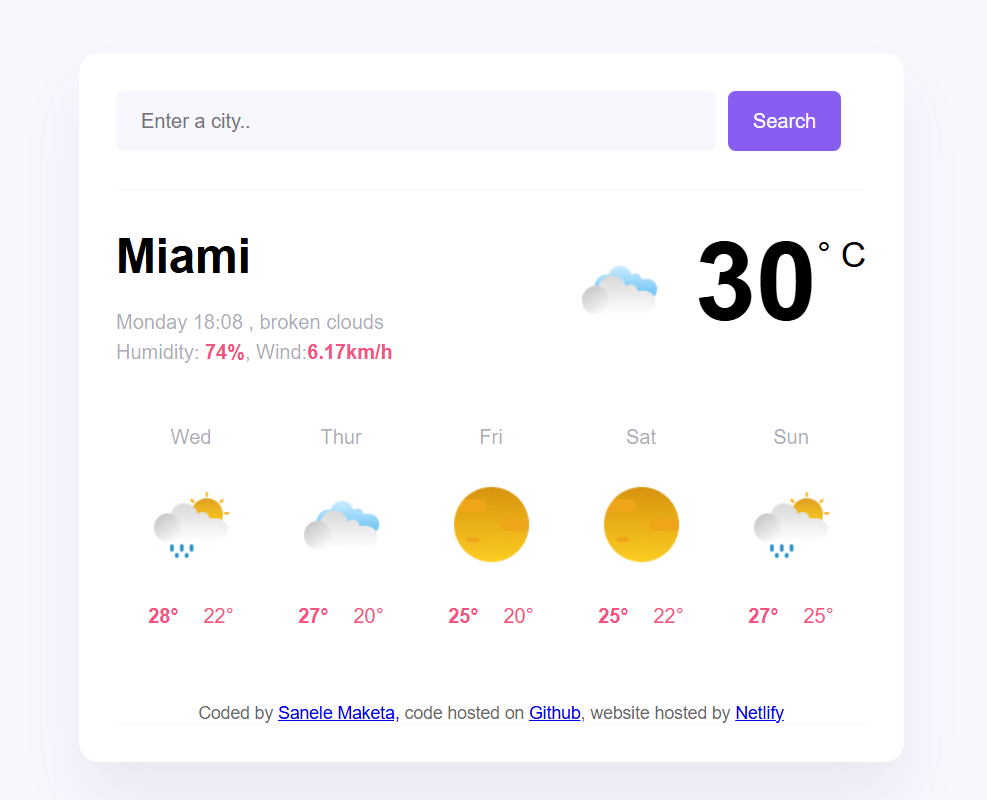 Enter a city..
Search
Miami
30° C
Monday 18:08 , broken clouds
Humidity: 74%, Wind:6.17km/h
Wed Thur Fri Sat Sun
28° 22° 27° 20° 25° 20° 25° 22° 27° 25°
Coded by Sanele Maketa, code hosted on Github, website hosted by Netlify